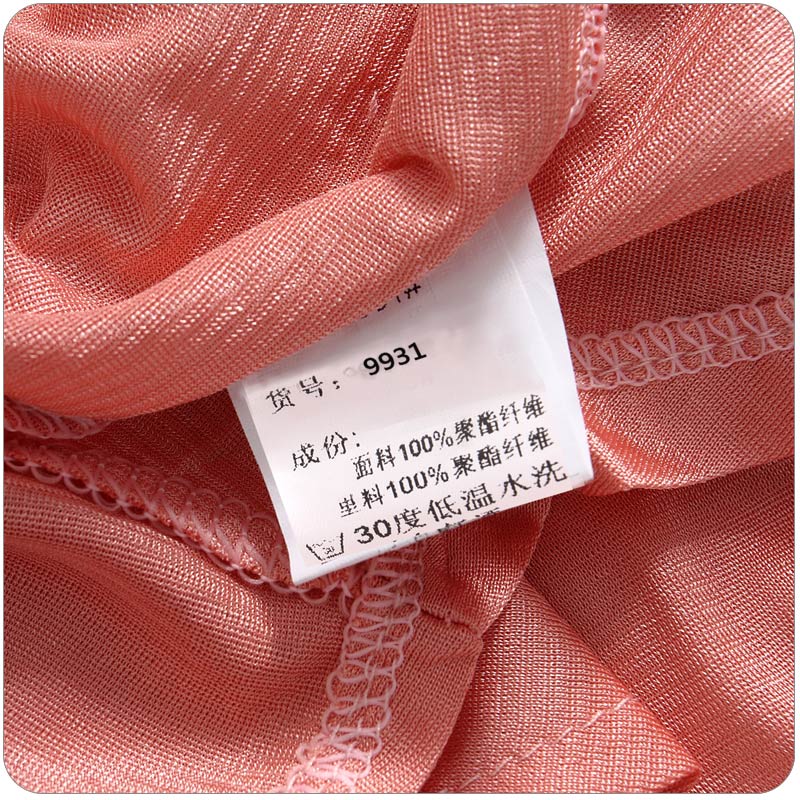 1#
货号： 9931
成份：
面料100%聚酯纤维
里料100%聚酯纤维
30度低温水洗